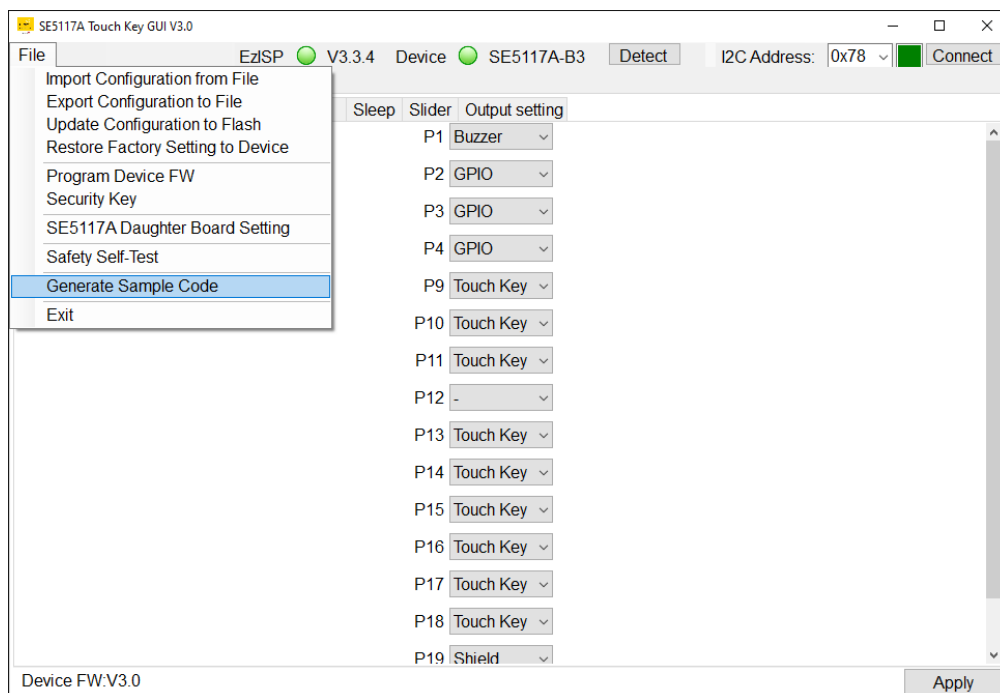 SE5117A Touch Key GUI V3.0
File EzISP V3.3.4 Device SE5117A-B3 Detect I2C Address: 0x78 Connect
Import Configuration from File
Export Configuration to File
Update Configuration to Flash
Restore Factory Setting to Device
Program Device FW
Security Key
SE5117A Daughter Board Setting
Safety Self-Test
Generate Sample Code
Exit
Sleep Slider Output setting
P1 Buzzer
P2 GPIO
P3 GPIO
P4 GPIO
P9 Touch Key
P10 Touch Key
P11 Touch Key
P12 -
P13 Touch Key
P14 Touch Key
P15 Touch Key
P16 Touch Key
P17 Touch Key
P18 Touch Key
P19 Shield
Device FW:V3.0 Apply